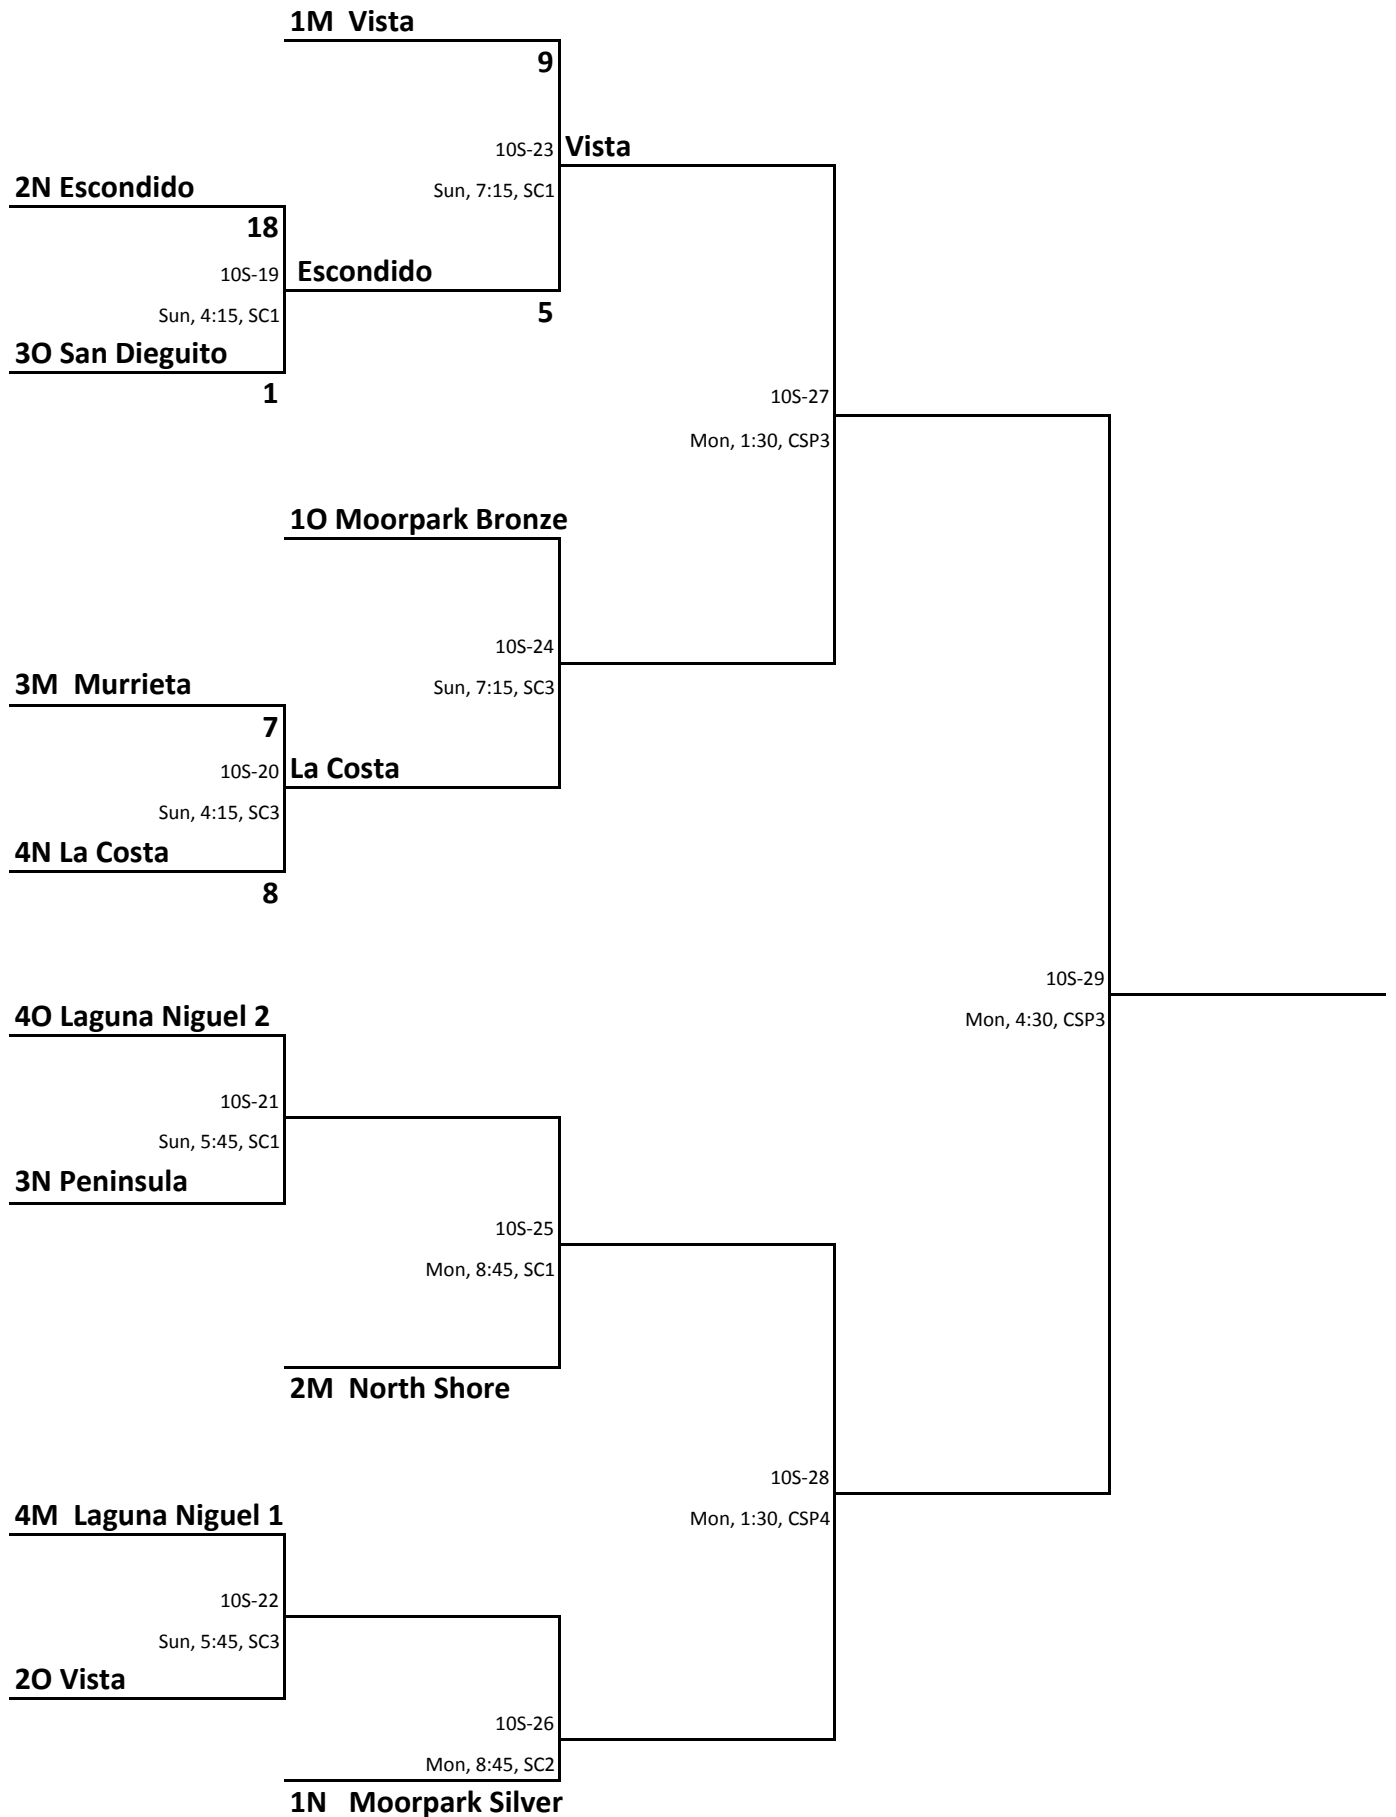 1M  Vista
9
10S-23
Vista
Sun, 7:15, SC1
2N Escondido
18
10S-19
Escondido
Sun, 4:15, SC1
5
3O San Dieguito
1
10S-27
Mon, 1:30, CSP3
1O Moorpark Bronze
10S-24
Sun, 7:15, SC3
3M  Murrieta
7
10S-20
La Costa
Sun, 4:15, SC3
4N La Costa
8
10S-29
Mon, 4:30, CSP3
4O Laguna Niguel 2
10S-21
Sun, 5:45, SC1
3N Peninsula
10S-25
Mon, 8:45, SC1
2M  North Shore
10S-28
Mon, 1:30, CSP4
4M  Laguna Niguel 1
10S-22
Sun, 5:45, SC3
2O Vista
10S-26
Mon, 8:45, SC2
1N   Moorpark Silver